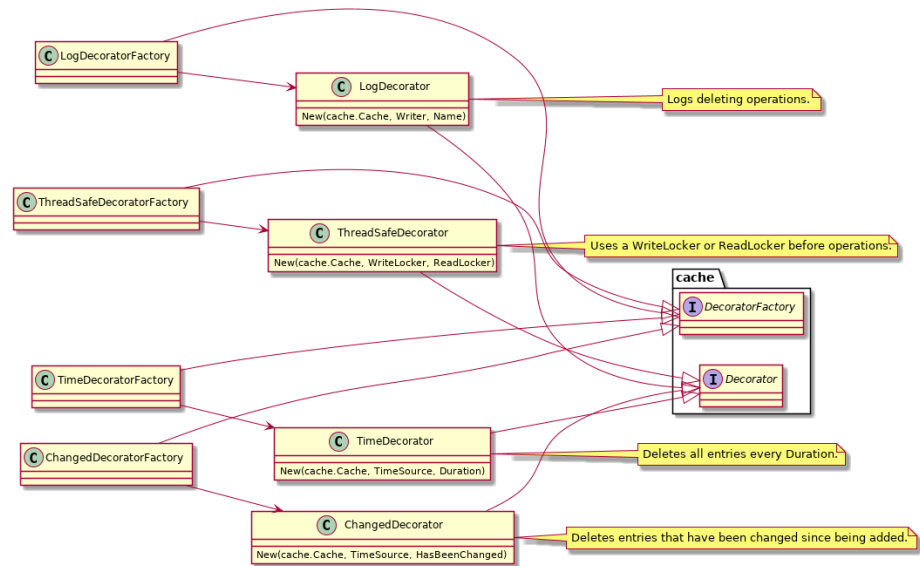 C LogDecoratorFactory
C LogDecorator
New(cache.Cache, Writer, Name)
Logs deleting operations.
C ThreadSafeDecoratorFactory
C ThreadSafeDecorator
New(cache.Cache, WriteLocker, ReadLocker)
Uses a WriteLocker or ReadLocker before operations.
cache
I DecoratorFactory
C TimeDecoratorFactory
I Decorator
C TimeDecorator
New(cache.Cache, TimeSource, Duration)
Deletes all entries every Duration.
C ChangedDecoratorFactory
C ChangedDecorator
New(cache.Cache, TimeSource, HasBeenChanged)
Deletes entries that have been changed since being added.